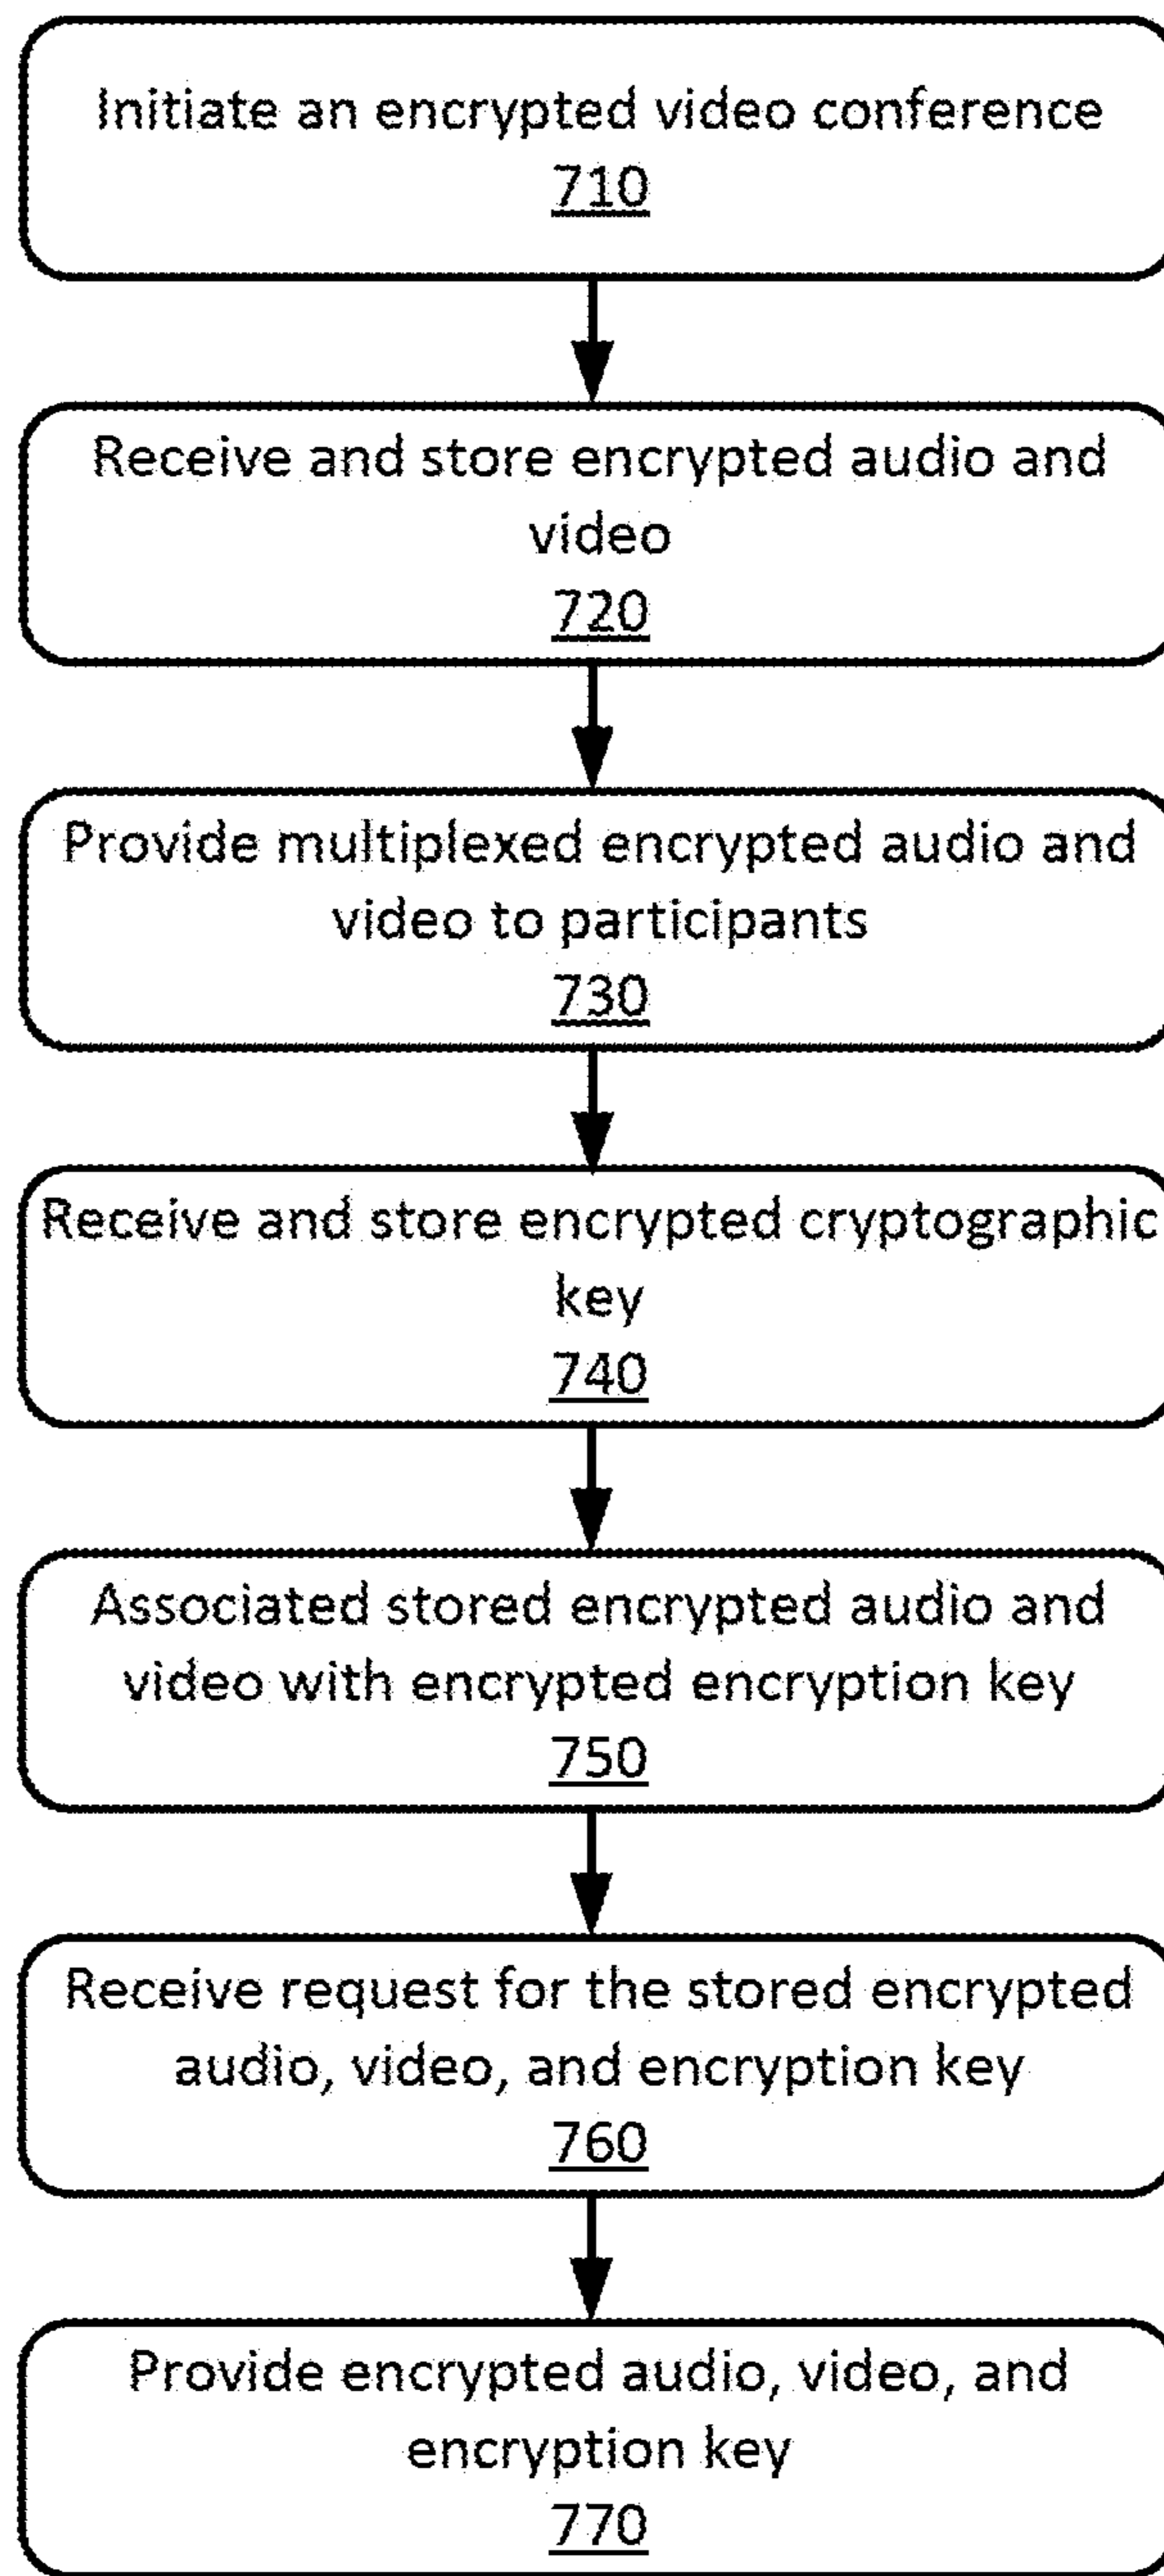 Initiate an encrypted video conference
710
Receive and store encrypted audio and
video
720
Provide multiplexed encrypted audio and
video to participants
730
Receive and store encrypted cryptographic
key
740
Associated stored encrypted audio and
video with encrypted encryption key
750
Receive request for the stored encrypted
audio, video, and encryption key
760
Provide encrypted audio, video, and
encryption key
770